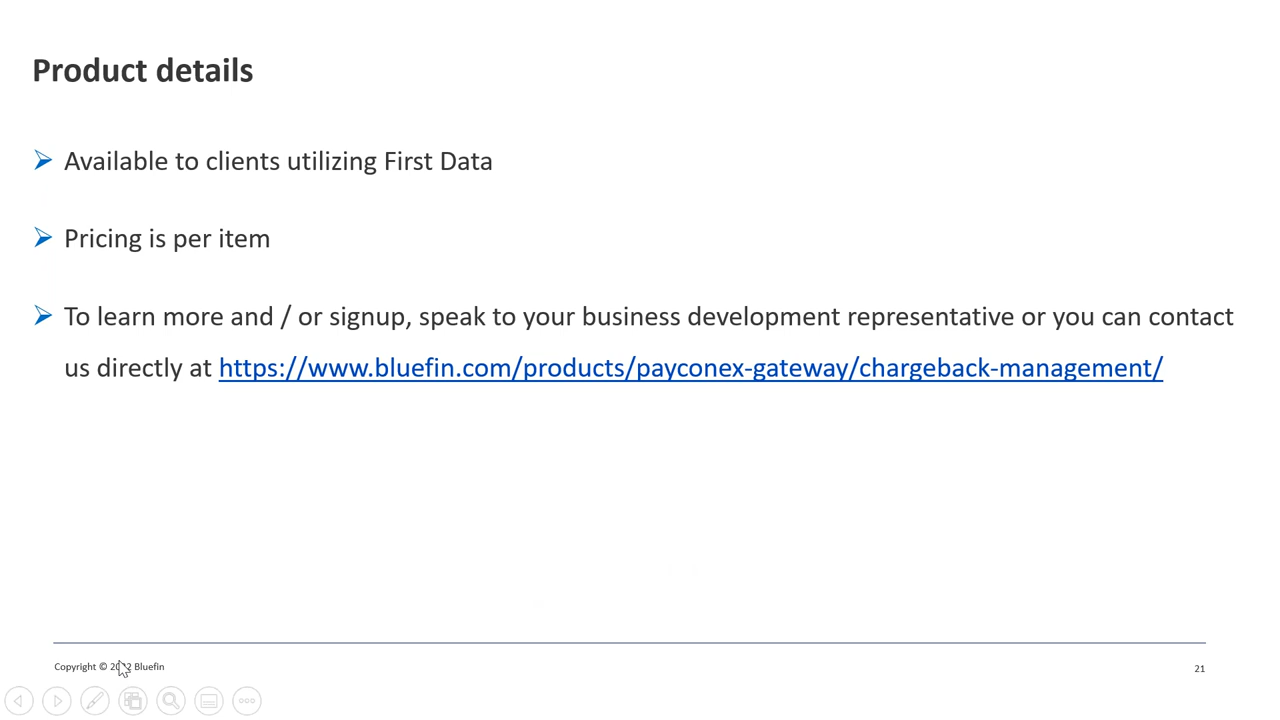 Product details
Available to clients utilizing First Data
Pricing is per item
To learn more and / or signup, speak to your business development representative or you can contact
us directly at https://www.bluefin.com/products/payconex-gateway/chargeback-management/
Copyright © Bluefin
21